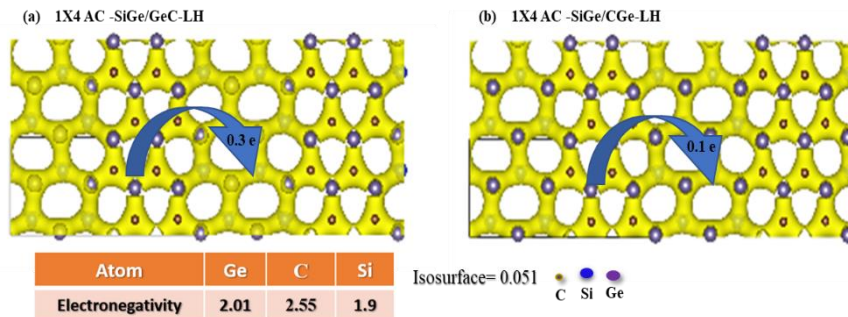 (a) 1X4 AC -SiGe/GeC-LH
(b) 1X4 AC -SiGe/CGe-LH
0.3 e
0.1 e
Atom Ge C Si
Electronegativity 2.01 2.55 1.9
Isosurface= 0.051
C Si Ge